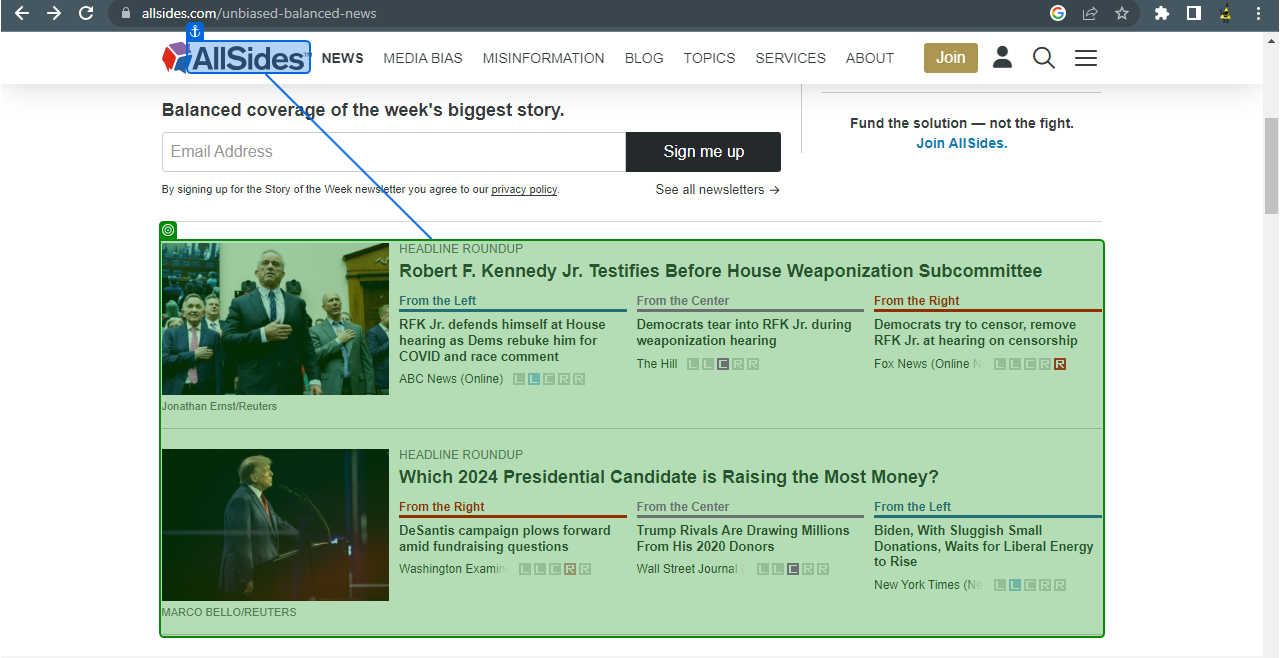 allsides.com/unbiased-balanced-news
AllSides™ NEWS MEDIA BIAS MISINFORMATION BLOG TOPICS SERVICES ABOUT Join
Balanced coverage of the week's biggest story.
Fund the solution — not the fight.
Join AllSides.
Email Address Sign me up
By signing up for the Story of the Week newsletter you agree to our privacy policy.
See all newsletters →
HEADLINE ROUNDUP
Robert F. Kennedy Jr. Testifies Before House Weaponization Subcommittee
From the Left
RFK Jr. defends himself at House
hearing as Dems rebuke him for
COVID and race comment
ABC News (Online) L L C R R
From the Center
Democrats tear into RFK Jr. during
weaponization hearing
The Hill L L C R R
From the Right
Democrats try to censor, remove
RFK Jr. at hearing on censorship
Fox News (Online N L L C R R
Jonathan Ernst/Reuters
HEADLINE ROUNDUP
Which 2024 Presidential Candidate is Raising the Most Money?
From the Right
DeSantis campaign plows forward
amid fundraising questions
Washington Examin L L C R R
From the Center
Trump Rivals Are Drawing Millions
From His 2020 Donors
Wall Street Journal ( L L C R R
From the Left
Biden, With Sluggish Small
Donations, Waits for Liberal Energy
to Rise
New York Times (Ne L L C R R
MARCO BELLO/REUTERS